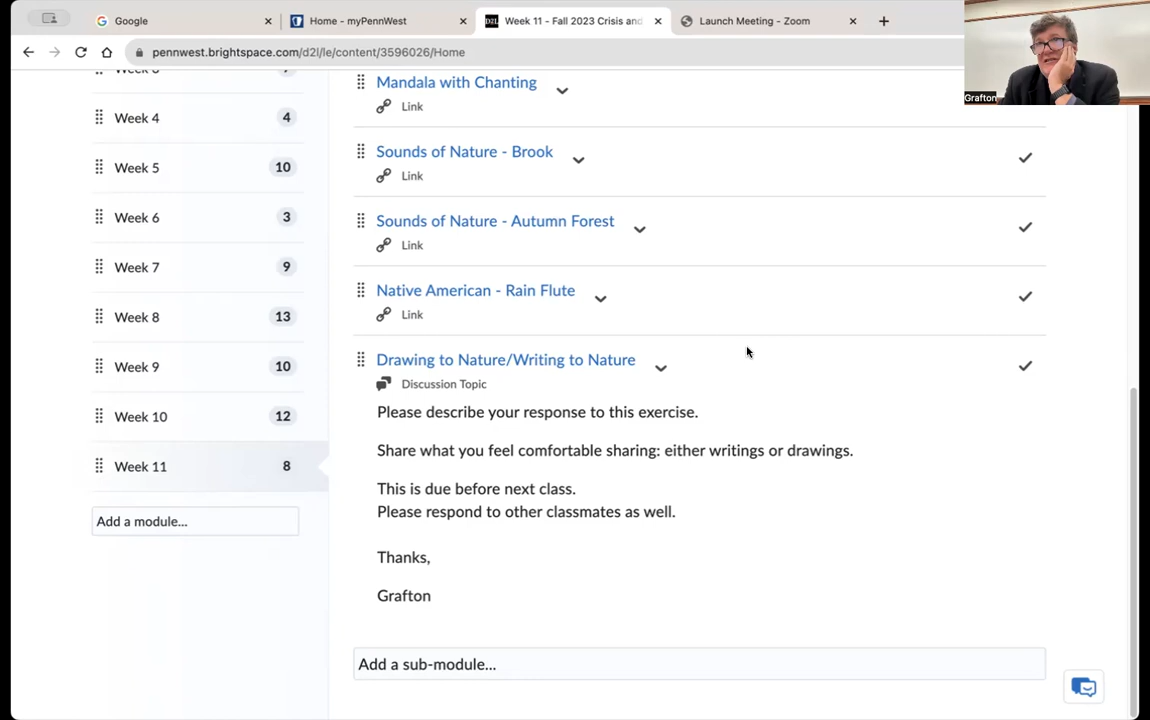 Google
Home - myPennWest
D2L Week 11 - Fall 2023 Crisis and
Launch Meeting - Zoom
pennwest.brightspace.com/d2l/le/content/3596026/Home
Grafton
Week 4 4
Week 5 10
Week 6 3
Week 7 9
Week 8 13
Week 9 10
Week 10 12
Week 11 8
Add a module...
Mandala with Chanting
Link
Sounds of Nature - Brook
Link
Sounds of Nature - Autumn Forest
Link
Native American - Rain Flute
Link
Drawing to Nature/Writing to Nature
Discussion Topic
Please describe your response to this exercise.
Share what you feel comfortable sharing: either writings or drawings.
This is due before next class.
Please respond to other classmates as well.
Thanks,
Grafton
Add a sub-module...